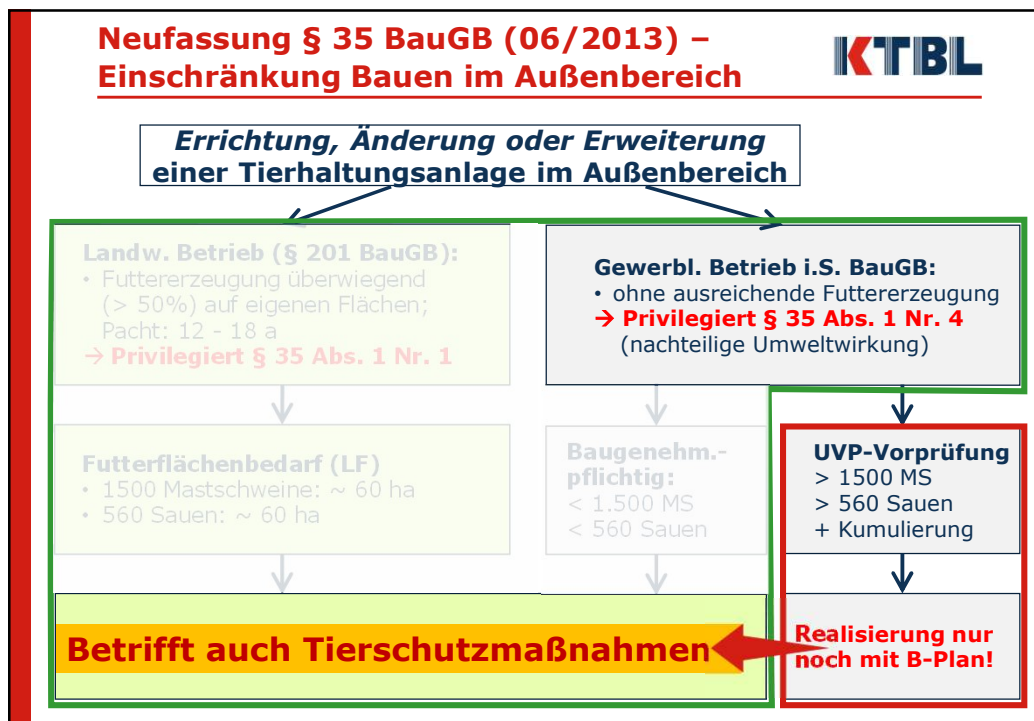 Neufassung § 35 BauGB (06/2013) –
Einschränkung Bauen im Außenbereich
KTBL
Errichtung, Änderung oder Erweiterung
einer Tierhaltungsanlage im Außenbereich
Landw. Betrieb (§ 201 BauGB):
• Futtererzeugung überwiegend
(> 50%) auf eigenen Flächen;
Pacht: 12 - 18 a
→ Privilegiert § 35 Abs. 1 Nr. 1
Gewerbl. Betrieb i.S. BauGB:
• ohne ausreichende Futtererzeugung
→ Privilegiert § 35 Abs. 1 Nr. 4
(nachteilige Umweltwirkung)
Futterflächenbedarf (LF)
• 1500 Mastschweine: ~ 60 ha
• 560 Sauen: ~ 60 ha
Baugenehm.-
pflichtig:
< 1.500 MS
< 560 Sauen
UVP-Vorprüfung
> 1500 MS
> 560 Sauen
+ Kumulierung
Betrifft auch Tierschutzmaßnahmen
Realisierung nur
noch mit B-Plan!